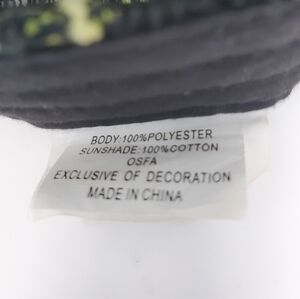 BODY:100%POLYESTER
SUNSHADE:100%COTTON
OSFA
EXCLUSIVE OF DECORATION
MADE IN CHINA